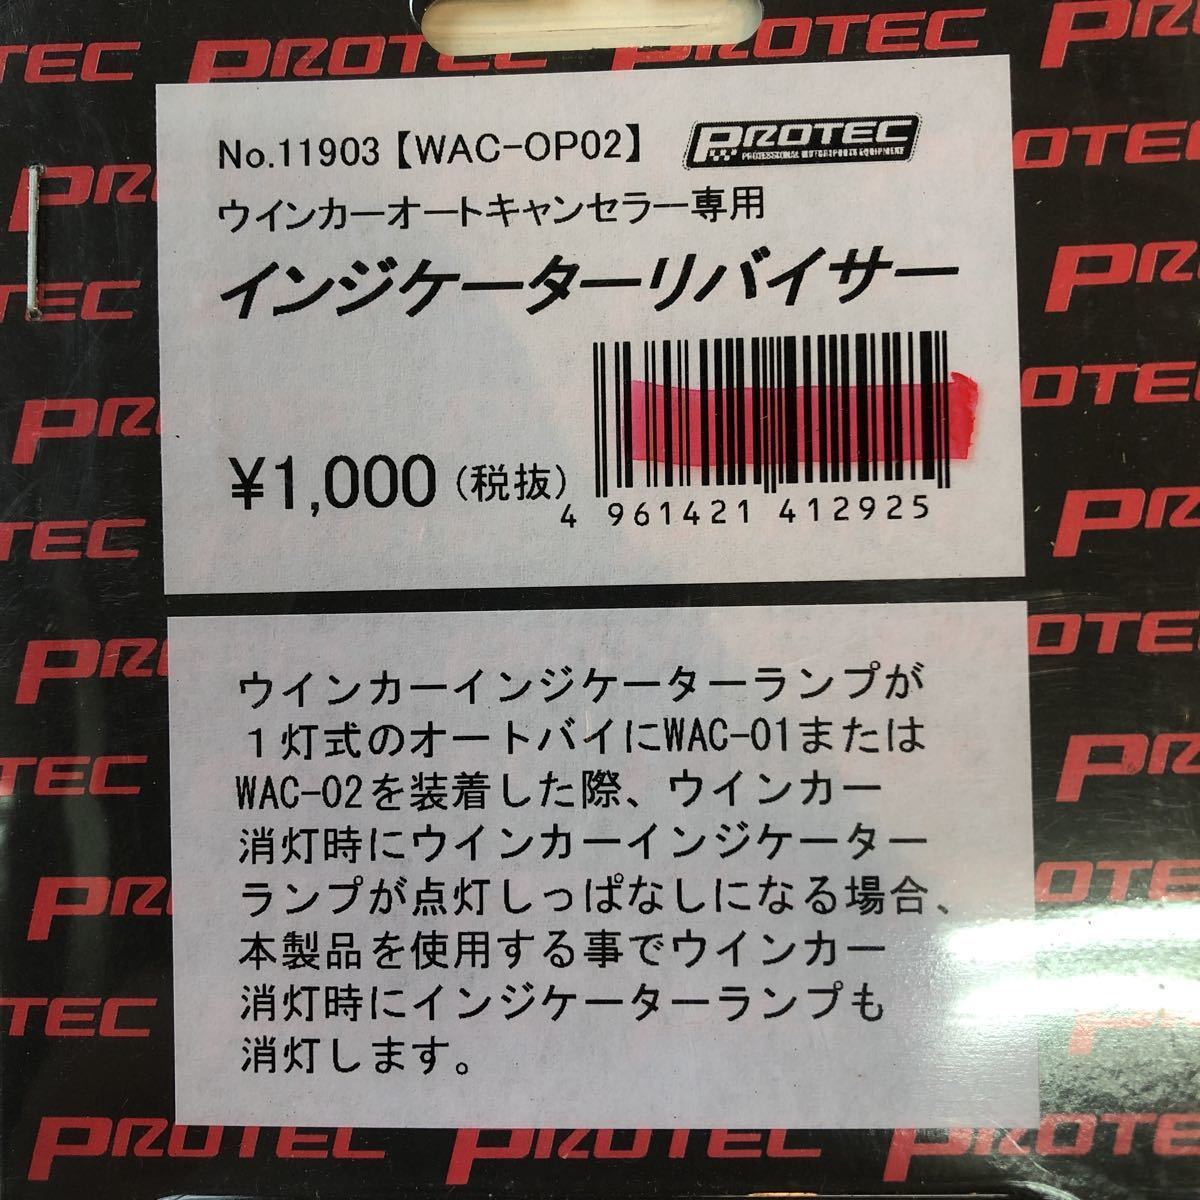 PROTEC PROTEC PROTEC
No.11903【WAC-OP02】 PROTEC
PROFESSIONAL MOTORSPORTS EQUIPMENT
ウインカーオートキャンセラー専用
インジケーターリバイサー
¥1,000（税抜）
4 961421 412925
ウインカーインジケーターランプが
１灯式のオートバイにWAC-01または
WAC-02を装着した際、ウインカー
消灯時にウインカーインジケーター
ランプが点灯しっぱなしになる場合、
本製品を使用する事でウインカー
消灯時にインジケーターランプも
消灯します。
PROTEC PROTEC PROTEC